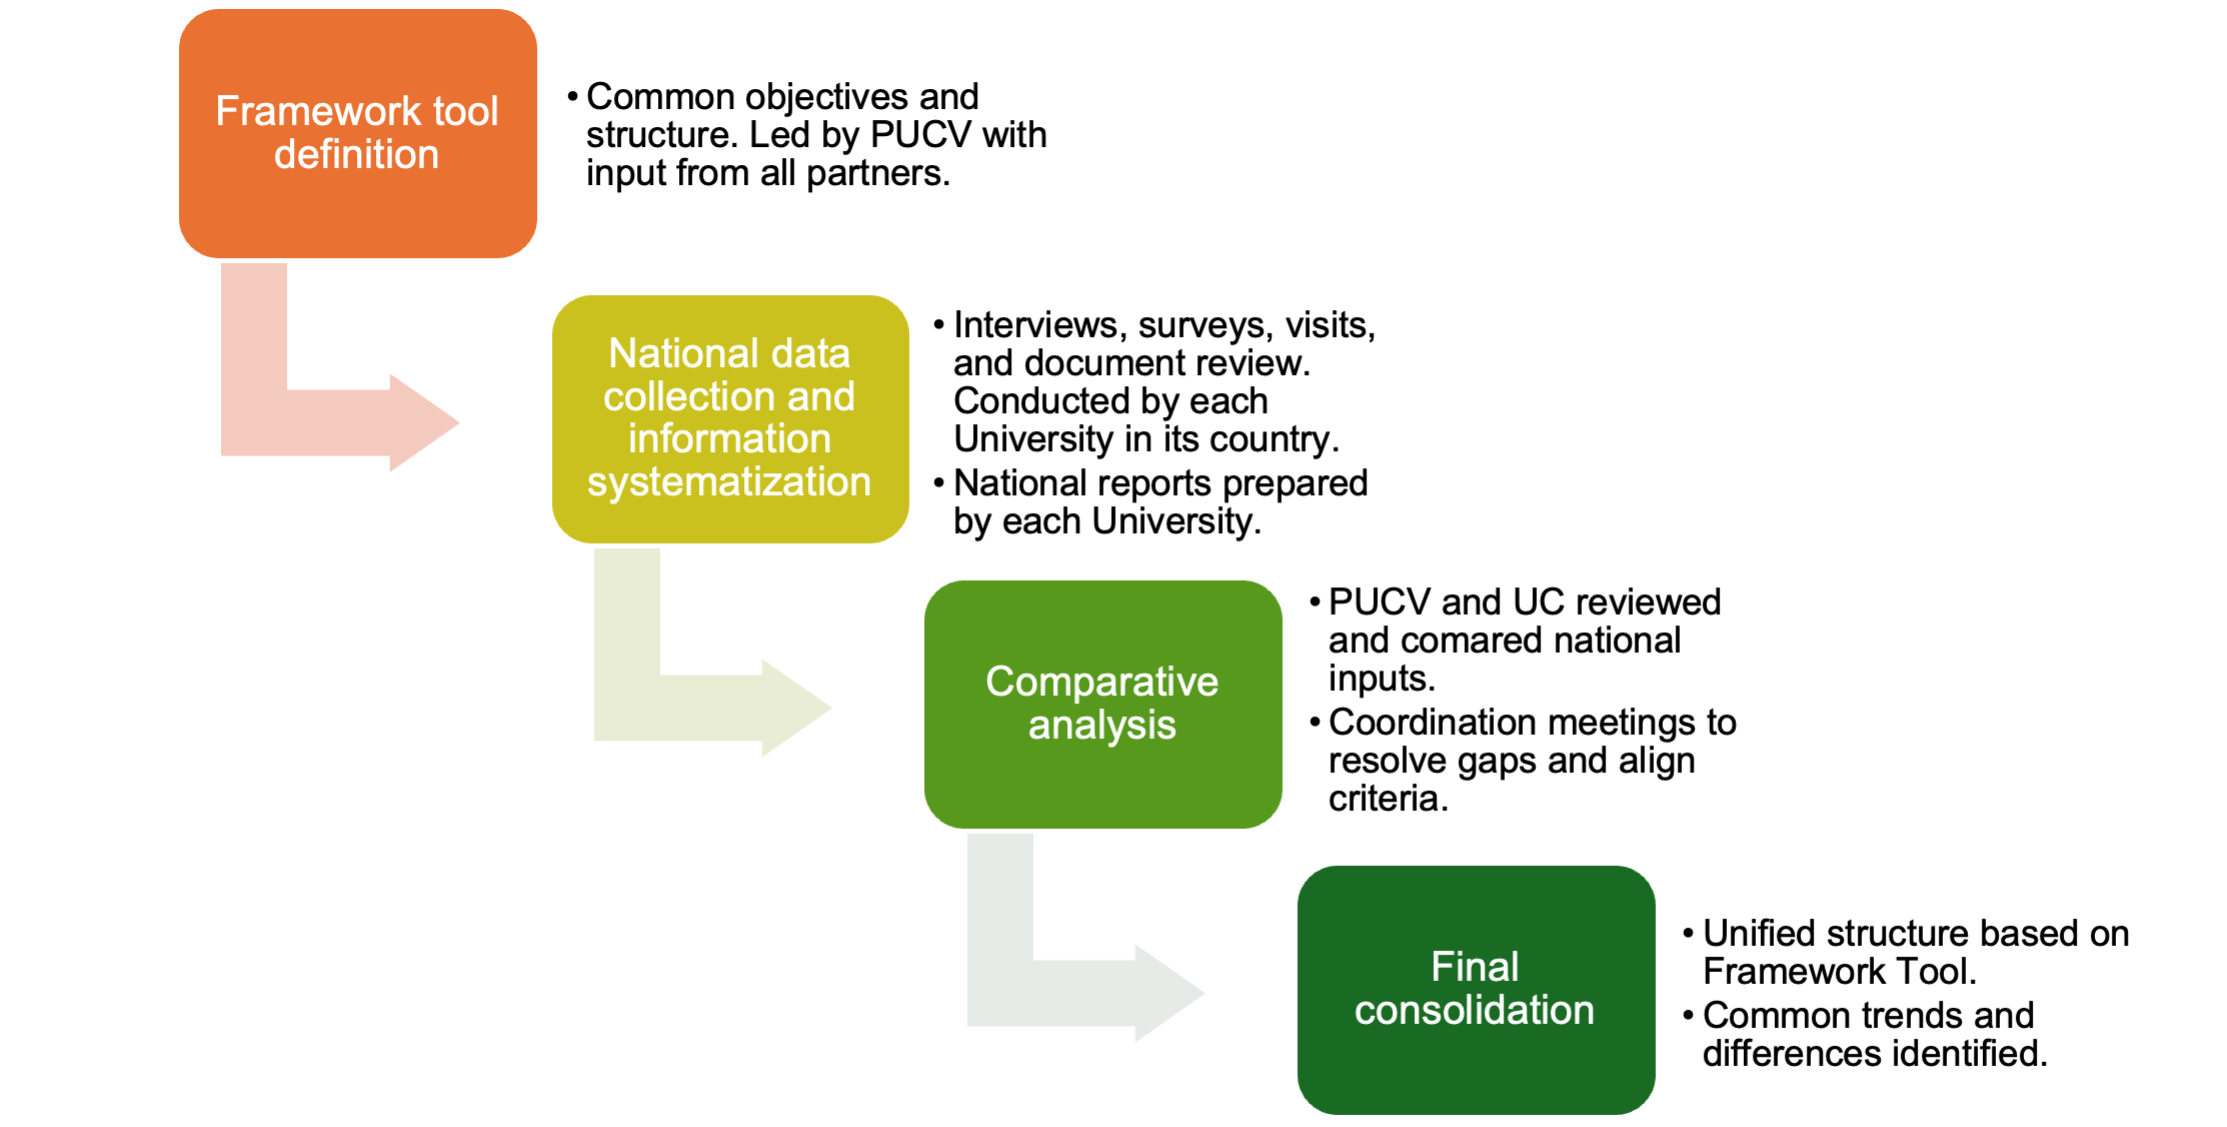 Framework tool
definition
• Common objectives and
structure. Led by PUCV with
input from all partners.
National data
collection and
information
systematization
• Interviews, surveys, visits,
and document review.
Conducted by each
University in its country.
• National reports prepared
by each University.
Comparative
analysis
• PUCV and UC reviewed
and comared national
inputs.
• Coordination meetings to
resolve gaps and align
criteria.
Final
consolidation
• Unified structure based on
Framework Tool.
• Common trends and
differences identified.